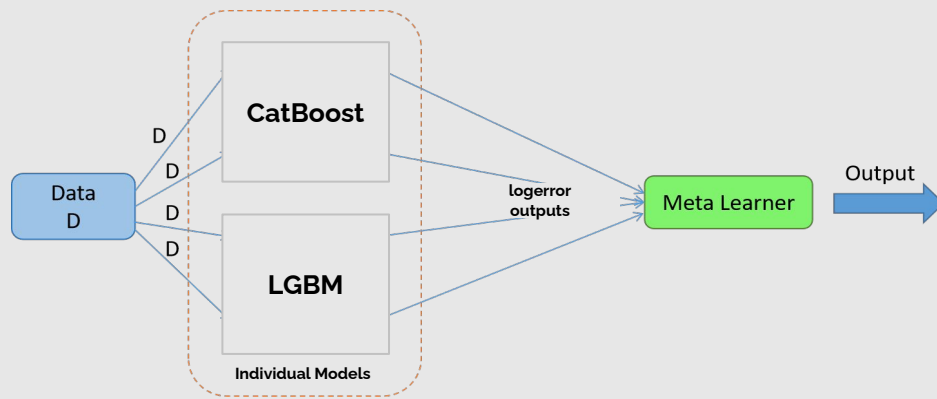 Data
D
D
D
D
D
CatBoost
LGBM
Individual Models
logerror
outputs
Meta Learner
Output